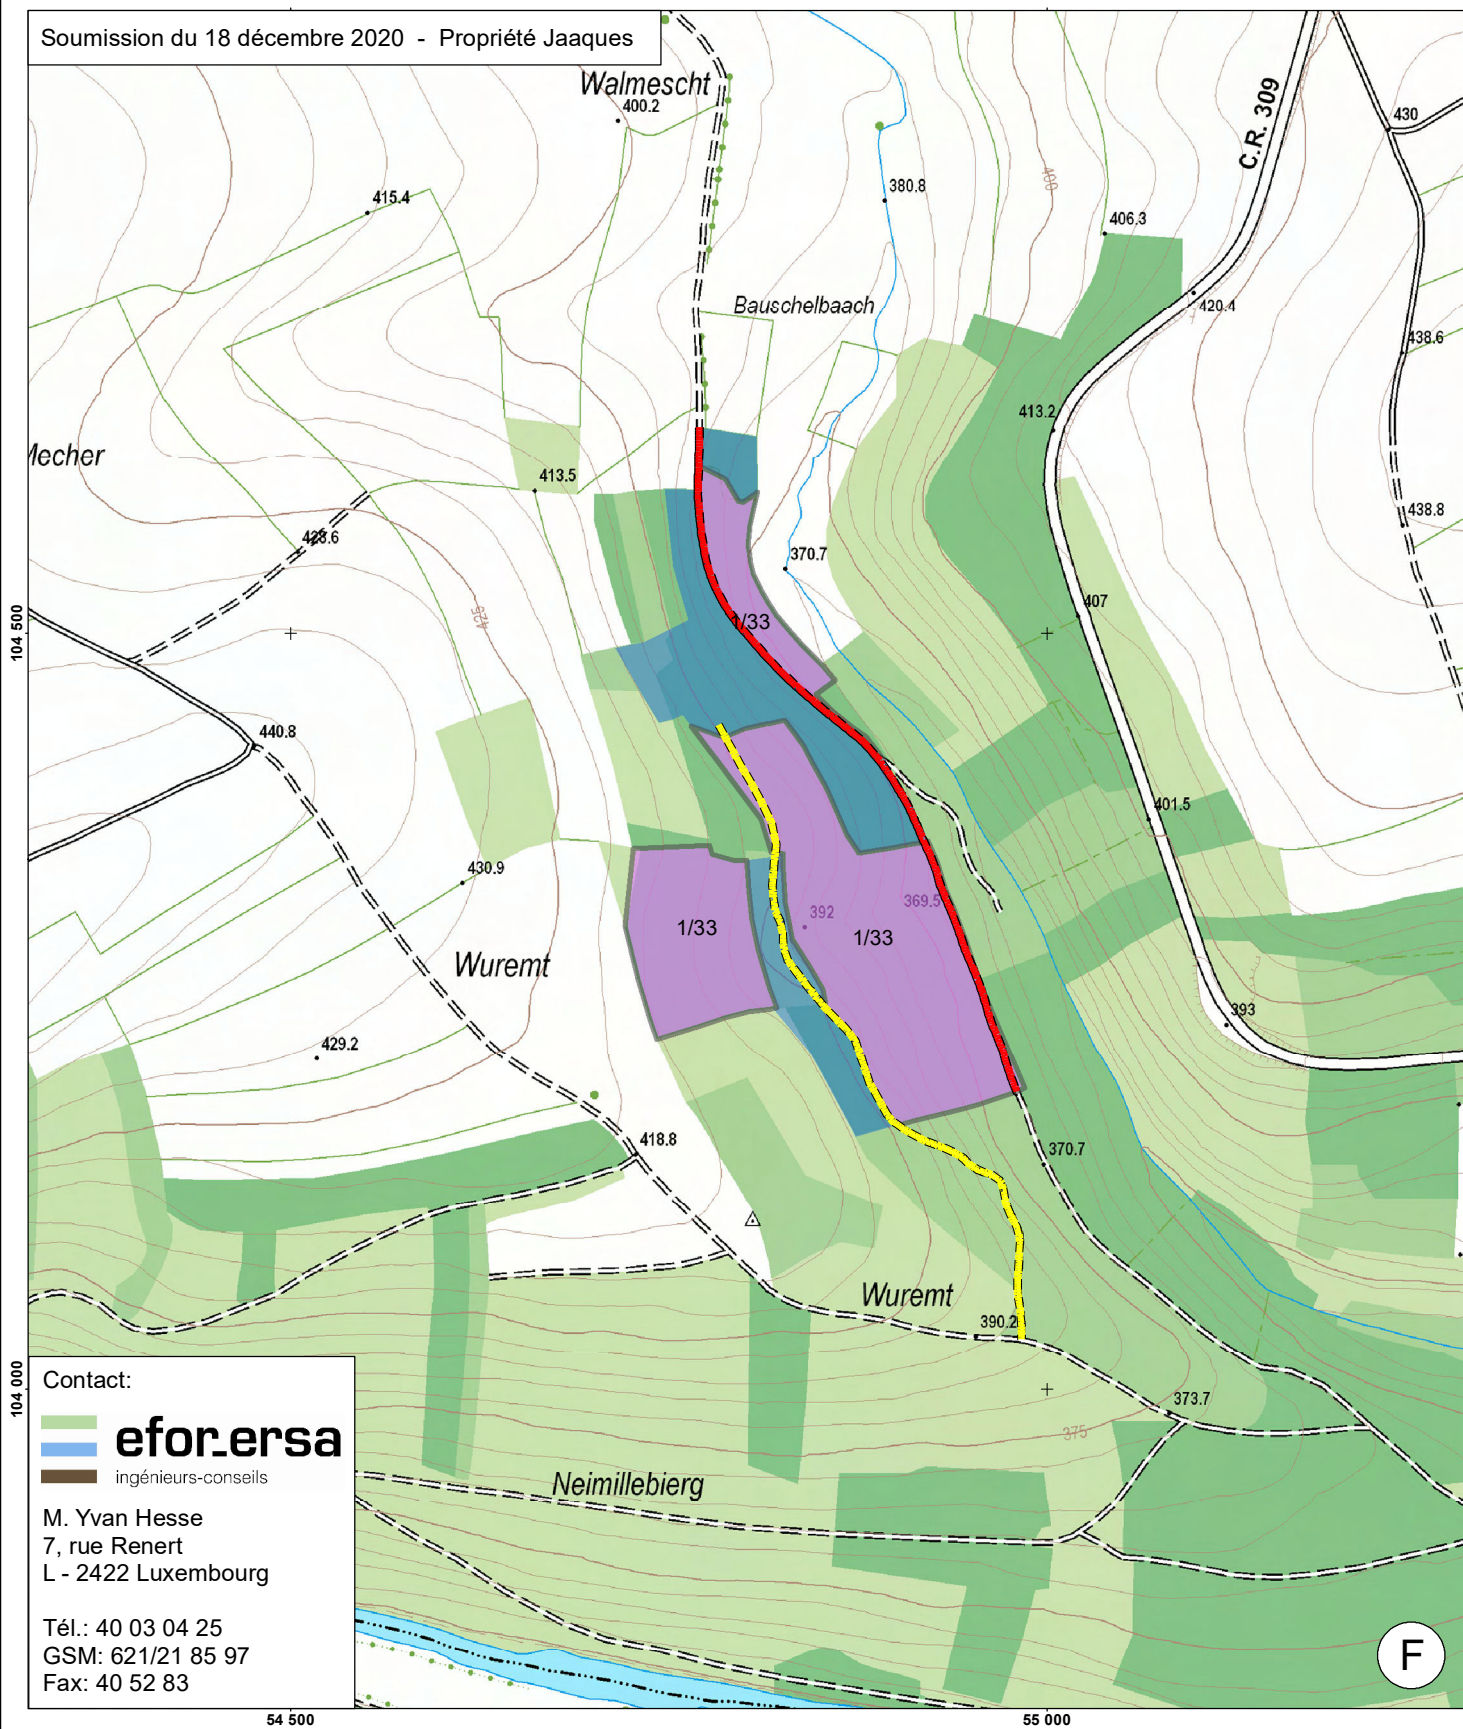 Soumission du 18 décembre 2020 - Propriété Jaaques
Walmescht
400.2
C.R. 309
430
415.4
380.8
400
406.3
420.4
Bauschelbaach
438.6
413.2
Mecher
413.5
438.8
428.6
370.7
425
407
1/33
104 500
440.8
401.5
430.9
369.5
392
1/33
1/33
Wuremt
393
429.2
418.8
370.7
Wuremt
390.2
373.7
375
104 000
Contact:
efor_ersa
ingénieurs-conseils
Neimillebierg
M. Yvan Hesse
7, rue Renert
L - 2422 Luxembourg
Tél.: 40 03 04 25
GSM: 621/21 85 97
Fax: 40 52 83
F
54 500
55 000